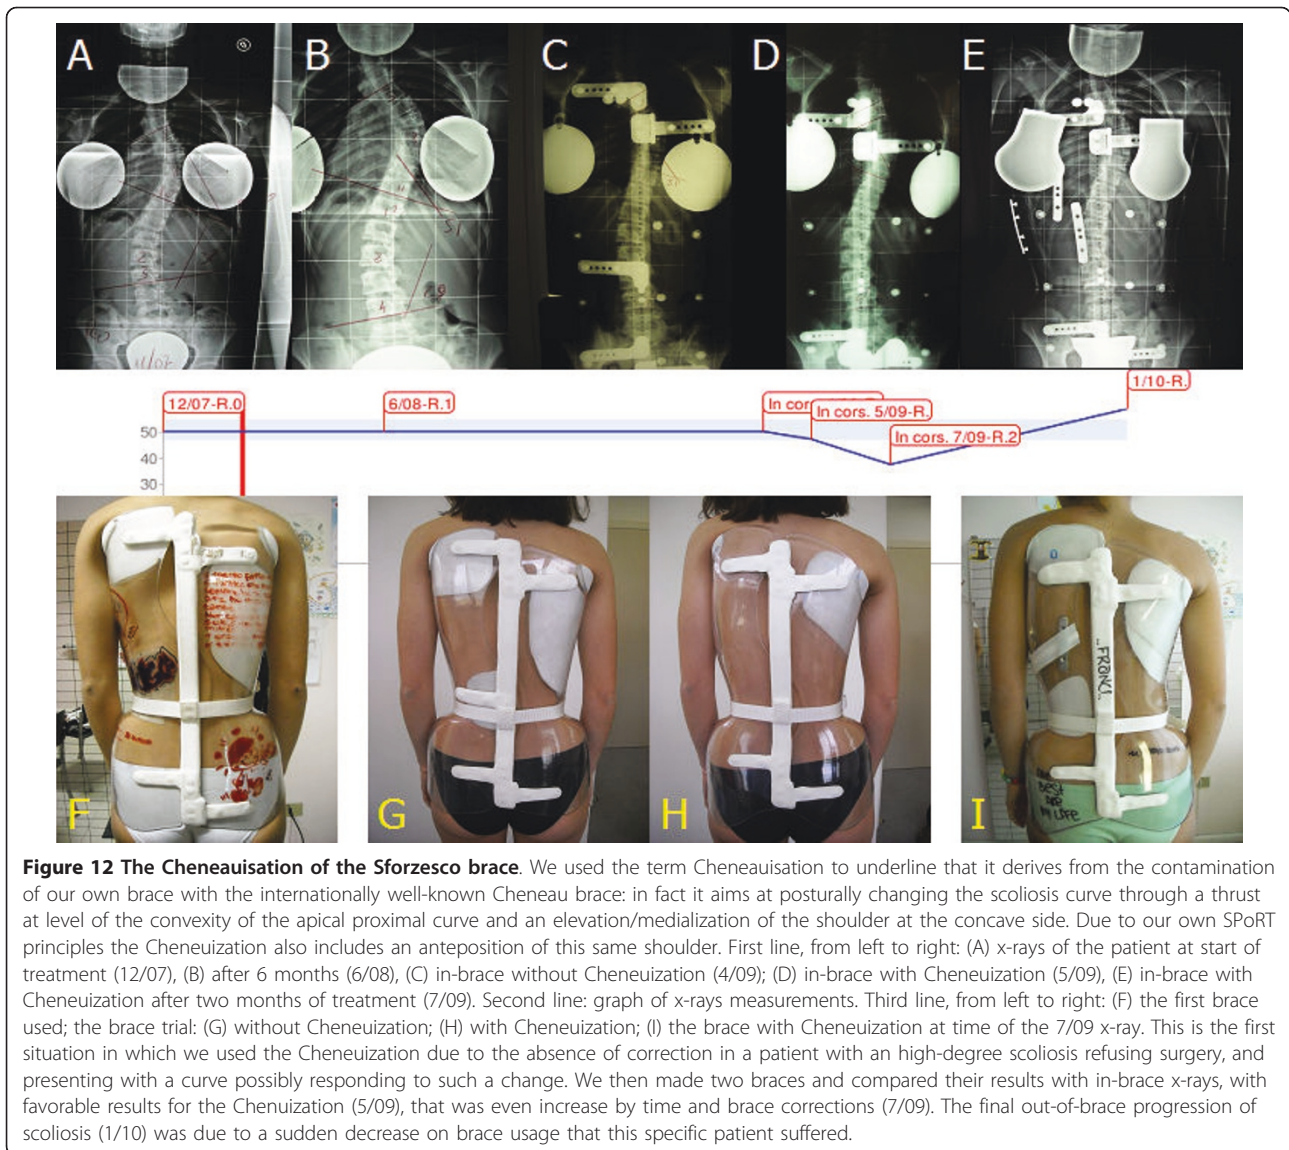 A
B
C
D
E
12/07-R.0
6/08-R.1
In cors. 5/09-R.
In cors. 7/09-R.2
1/10-R.
50
40
30
F
G
H
I
FRANCI
BEST
MY LIFE
Figure 12 The Cheneauisation of the Sforzesco brace. We used the term Cheneauisation to underline that it derives from the contamination
of our own brace with the internationally well-known Cheneau brace: in fact it aims at posturally changing the scoliosis curve through a thrust
at level of the convexity of the apical proximal curve and an elevation/medialization of the shoulder at the concave side. Due to our own SPoRT
principles the Cheneuization also includes an anteposition of this same shoulder. First line, from left to right: (A) x-rays of the patient at start of
treatment (12/07), (B) after 6 months (6/08), (C) in-brace without Cheneuization (4/09); (D) in-brace with Cheneuization (5/09), (E) in-brace with
Cheneuization after two months of treatment (7/09). Second line: graph of x-rays measurements. Third line, from left to right: (F) the first brace
used; the brace trial: (G) without Cheneuization; (H) with Cheneuization; (I) the brace with Cheneuization at time of the 7/09 x-ray. This is the first
situation in which we used the Cheneuization due to the absence of correction in a patient with an high-degree scoliosis refusing surgery, and
presenting with a curve possibly responding to such a change. We then made two braces and compared their results with in-brace x-rays, with
favorable results for the Chenuization (5/09), that was even increase by time and brace corrections (7/09). The final out-of-brace progression of
scoliosis (1/10) was due to a sudden decrease on brace usage that this specific patient suffered.